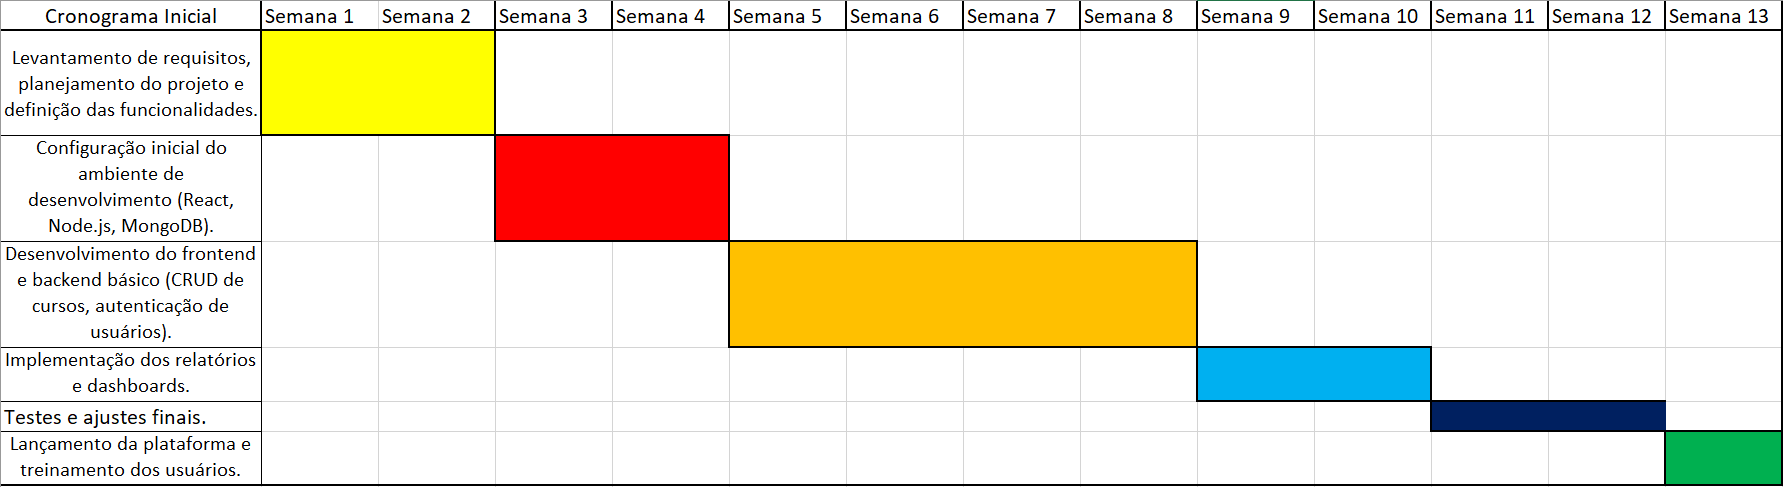 Cronograma Inicial Semana 1 Semana 2 Semana 3 Semana 4 Semana 5 Semana 6 Semana 7 Semana 8 Semana 9 Semana 10 Semana 11 Semana 12 Semana 13
Levantamento de requisitos,
planejamento do projeto e
definição das funcionalidades.
Configuração inicial do
ambiente de
desenvolvimento (React,
Node.js, MongoDB).
Desenvolvimento do frontend
e backend básico (CRUD de
cursos, autenticação de
usuários).
Implementação dos relatórios
e dashboards.
Testes e ajustes finais.
Lançamento da plataforma e
treinamento dos usuários.